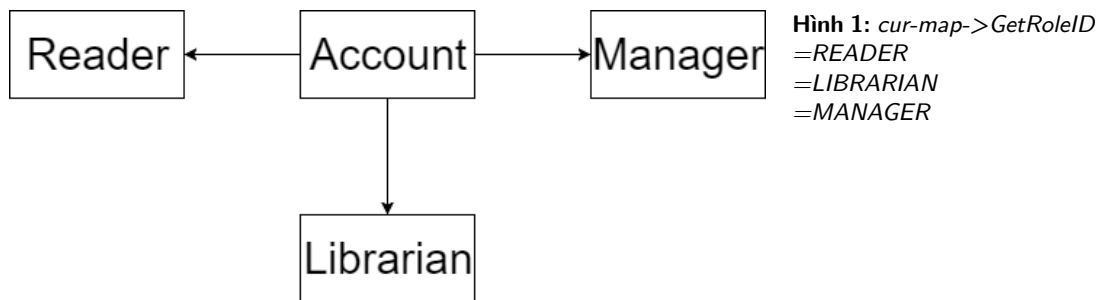 Reader
Account
Manager
Librarian
Hình 1: cur-map->GetRoleID
=READER
=LIBRARIAN
=MANAGER